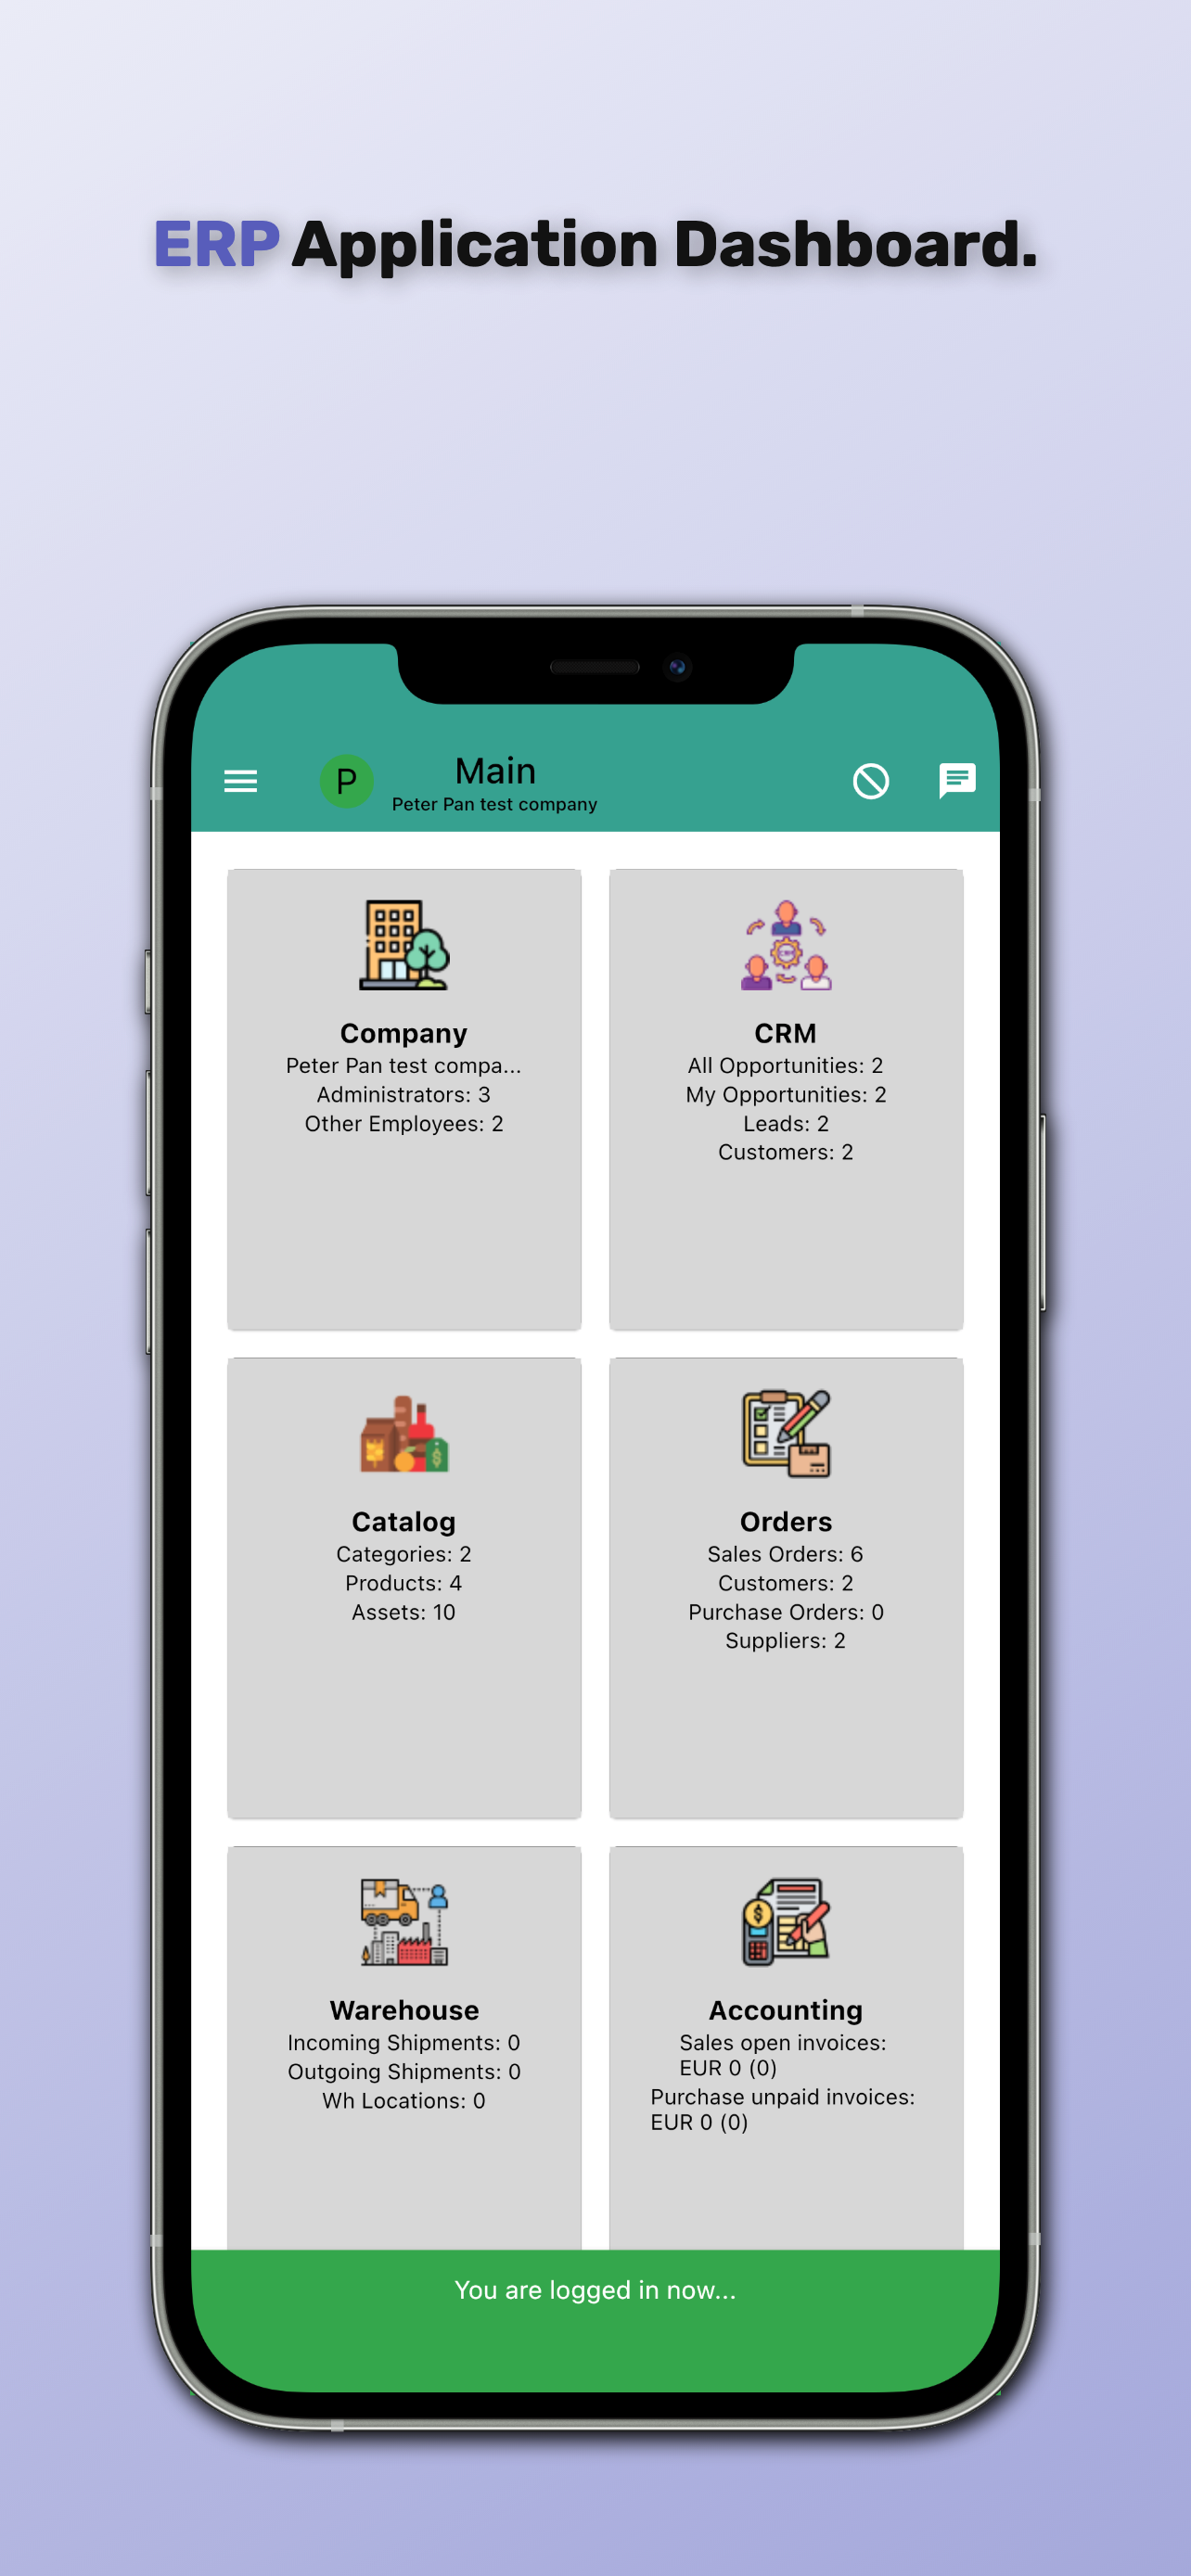 ERP Application Dashboard.
P
Main
Peter Pan test company
Company
Peter Pan test compa...
Administrators: 3
Other Employees: 2
CRM
All Opportunities: 2
My Opportunities: 2
Leads: 2
Customers: 2
Catalog
Categories: 2
Products: 4
Assets: 10
Orders
Sales Orders: 6
Customers: 2
Purchase Orders: 0
Suppliers: 2
Warehouse
Incoming Shipments: 0
Outgoing Shipments: 0
Wh Locations: 0
Accounting
Sales open invoices:
EUR 0 (0)
Purchase unpaid invoices:
EUR 0 (0)
You are logged in now...